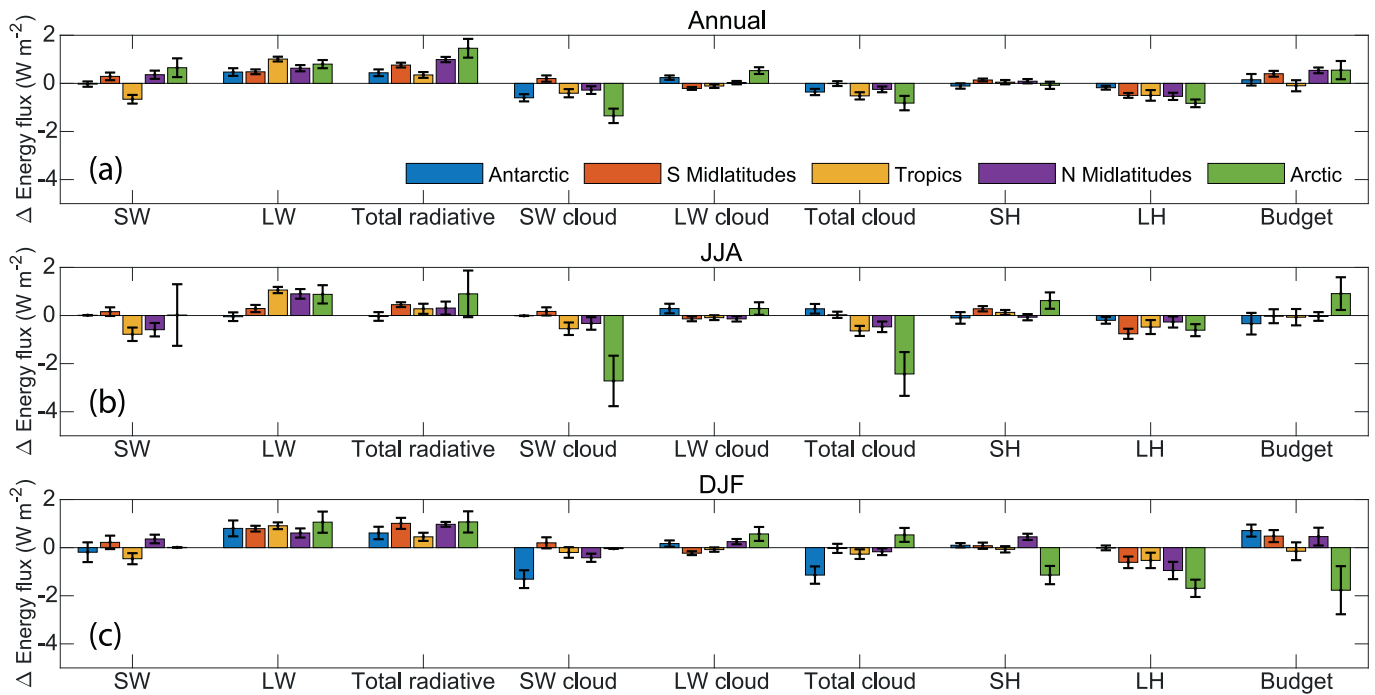 Annual
Δ Energy flux (W m-2)
2
0
-2
-4
(a)
Antarctic S Midlatitudes Tropics N Midlatitudes Arctic
SW LW Total radiative SW cloud LW cloud Total cloud SH LH Budget
JJA
Δ Energy flux (W m-2)
2
0
-2
-4
(b)
SW LW Total radiative SW cloud LW cloud Total cloud SH LH Budget
DJF
Δ Energy flux (W m-2)
2
0
-2
-4
(c)
SW LW Total radiative SW cloud LW cloud Total cloud SH LH Budget